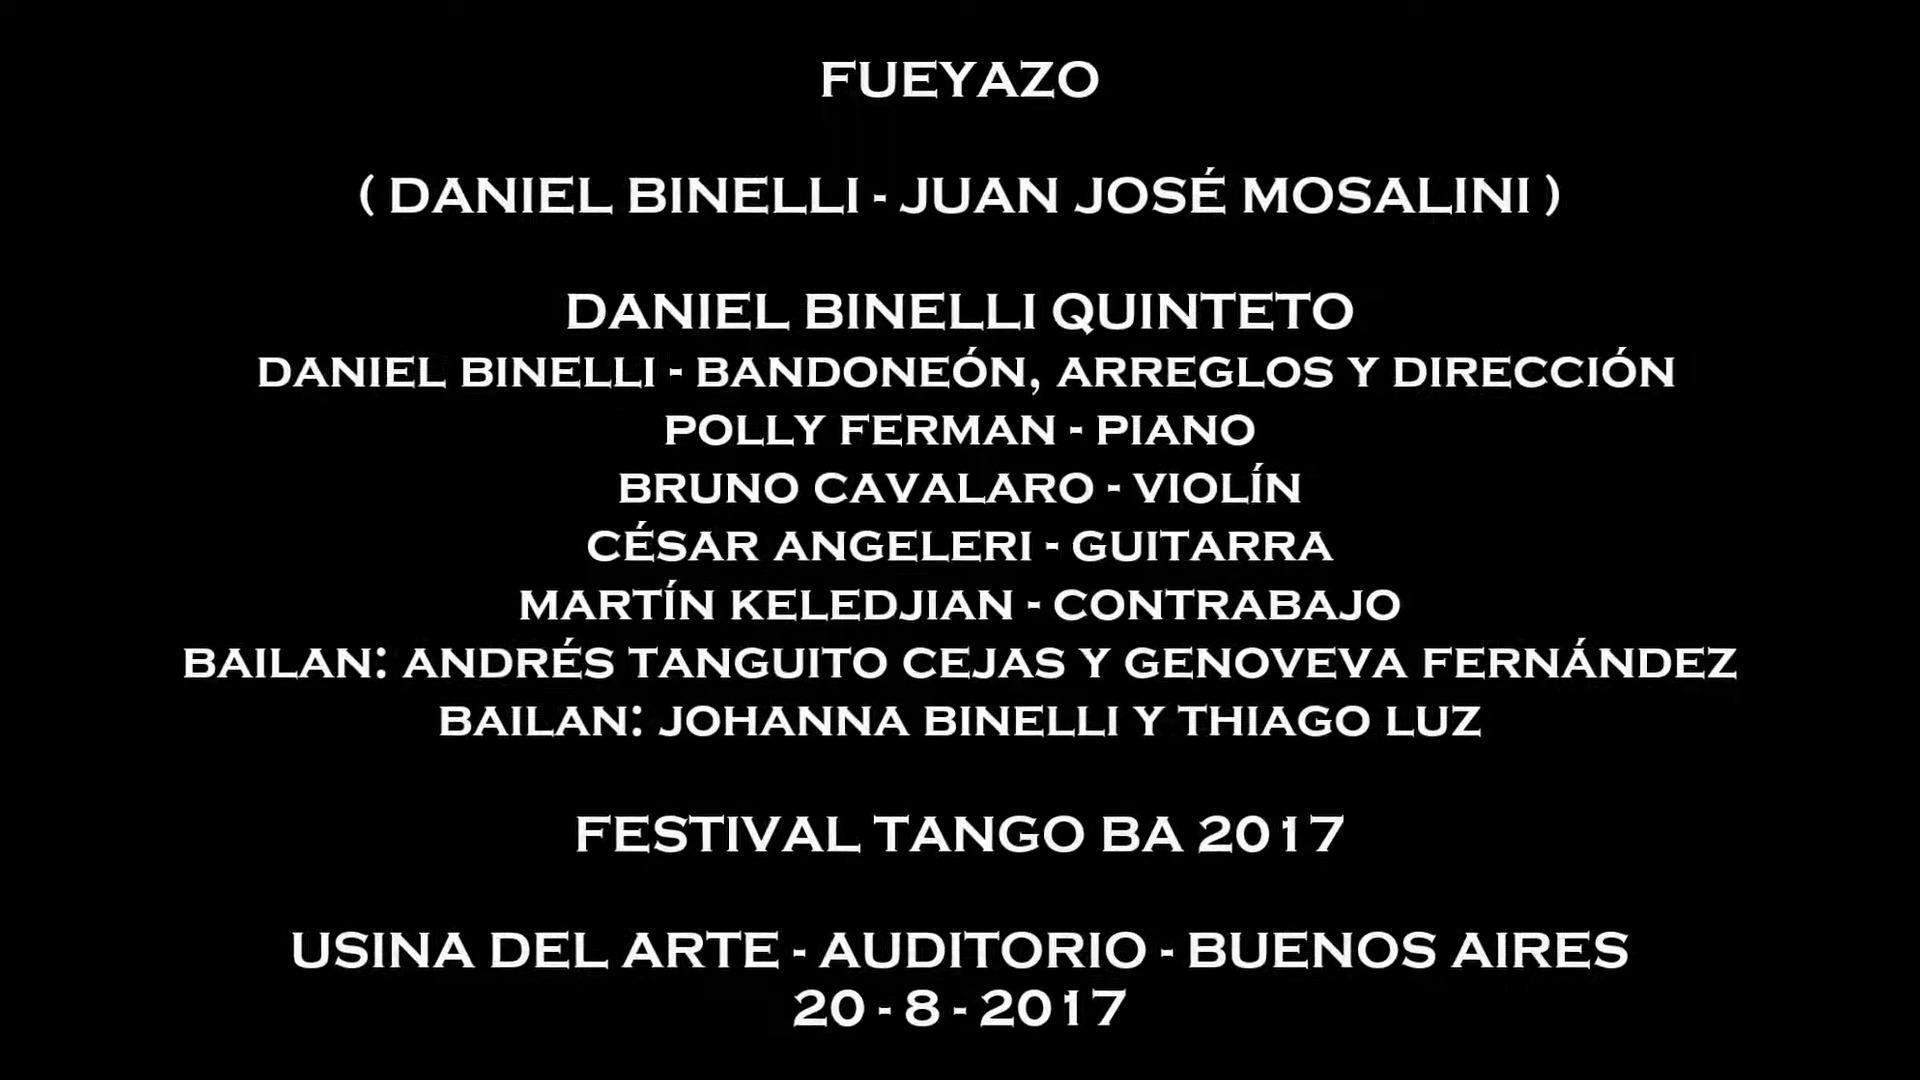 FUEYAZO
( DANIEL BINELLI - JUAN JOSÉ MOSALINI )
DANIEL BINELLI QUINTETO
DANIEL BINELLI - BANDONEÓN, ARREGLOS Y DIRECCIÓN
POLLY FERMAN - PIANO
BRUNO CAVALARO - VIOLÍN
CÉSAR ANGELERI - GUITARRA
MARTÍN KELEDJIAN - CONTRABAJO
BAILAN: ANDRÉS TANGUITO CEJAS Y GENOVEVA FERNÁNDEZ
BAILAN: JOHANNA BINELLI Y THIAGO LUZ
FESTIVAL TANGO BA 2017
USINA DEL ARTE - AUDITORIO - BUENOS AIRES
20 - 8 - 2017